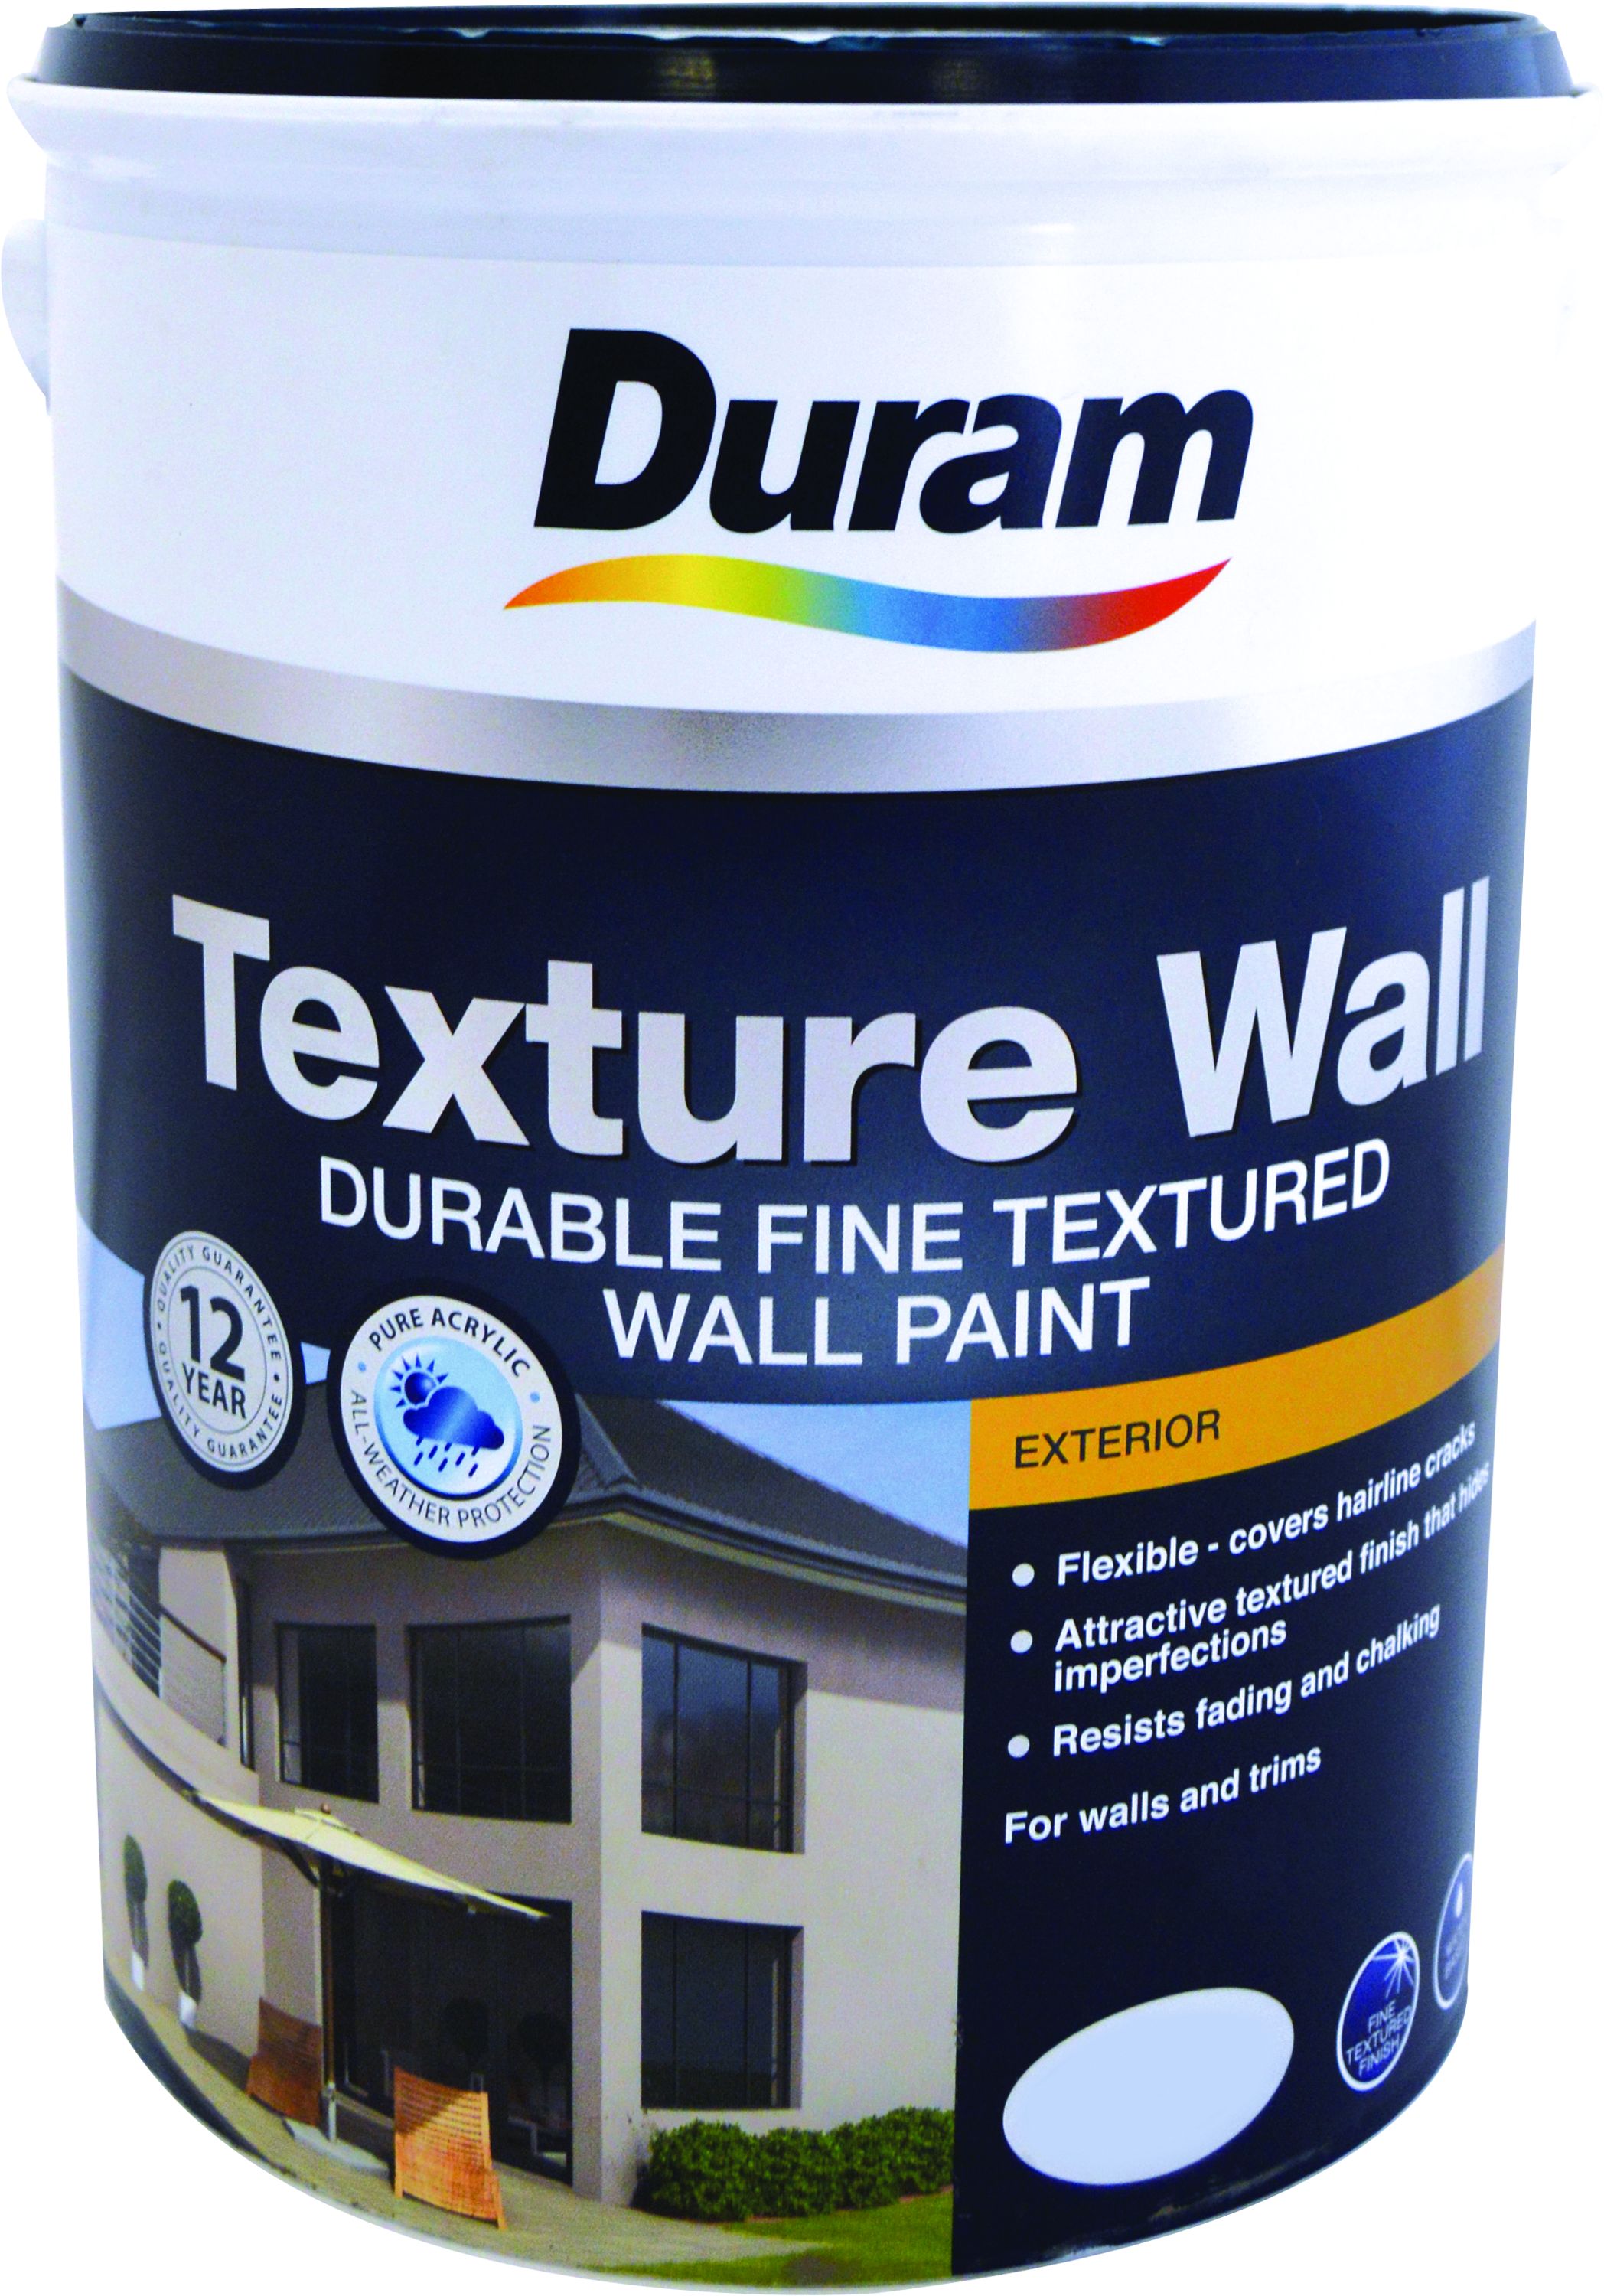 Duram
Texture Wall
DURABLE FINE TEXTURED
WALL PAINT
QUALITY GUARANTEE
12
YEAR
QUALITY GUARANTEE
PURE ACRYLIC
ALL-WEATHER PROTECTION
EXTERIOR
Flexible - covers hairline cracks
Attractive textured finish that hides
imperfections
Resists fading and chalking
For walls and trims
FINE
TEXTURED
FINISH